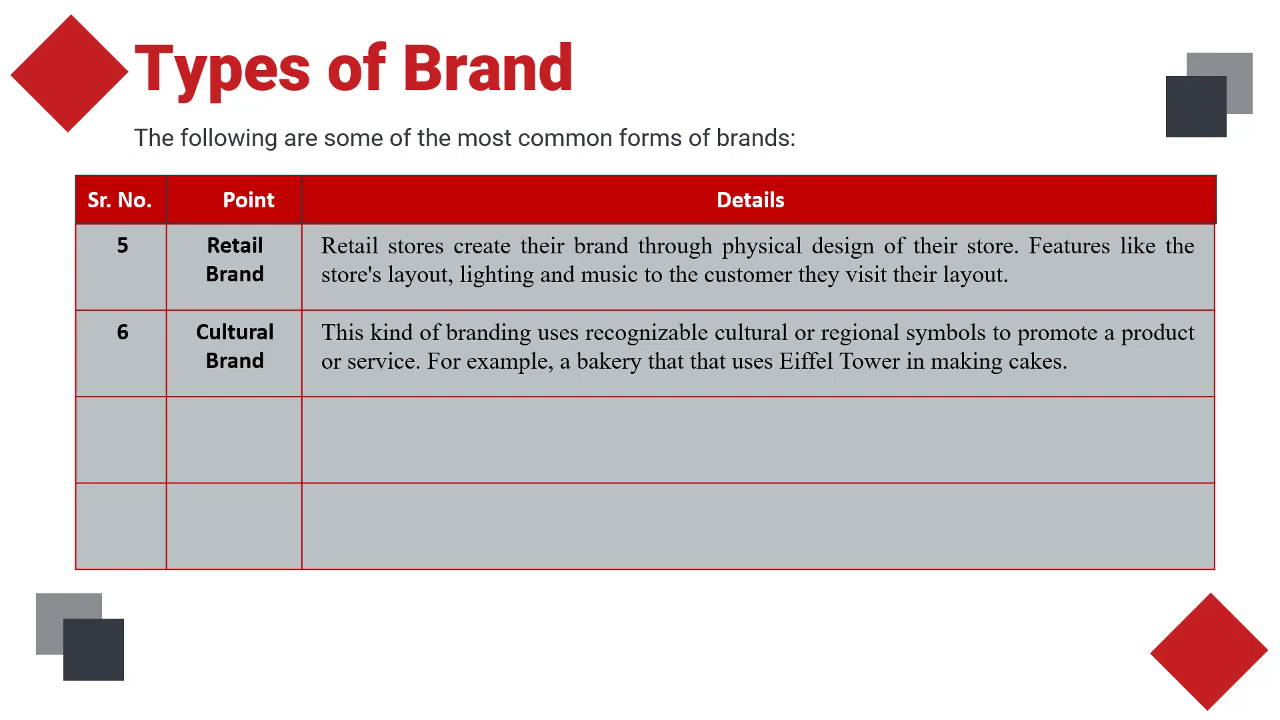 Types of Brand
The following are some of the most common forms of brands:
Sr. No. Point Details
5 Retail Brand Retail stores create their brand through physical design of their store. Features like the
store's layout, lighting and music to the customer they visit their layout.
6 Cultural Brand This kind of branding uses recognizable cultural or regional symbols to promote a product
or service. For example, a bakery that that uses Eiffel Tower in making cakes.